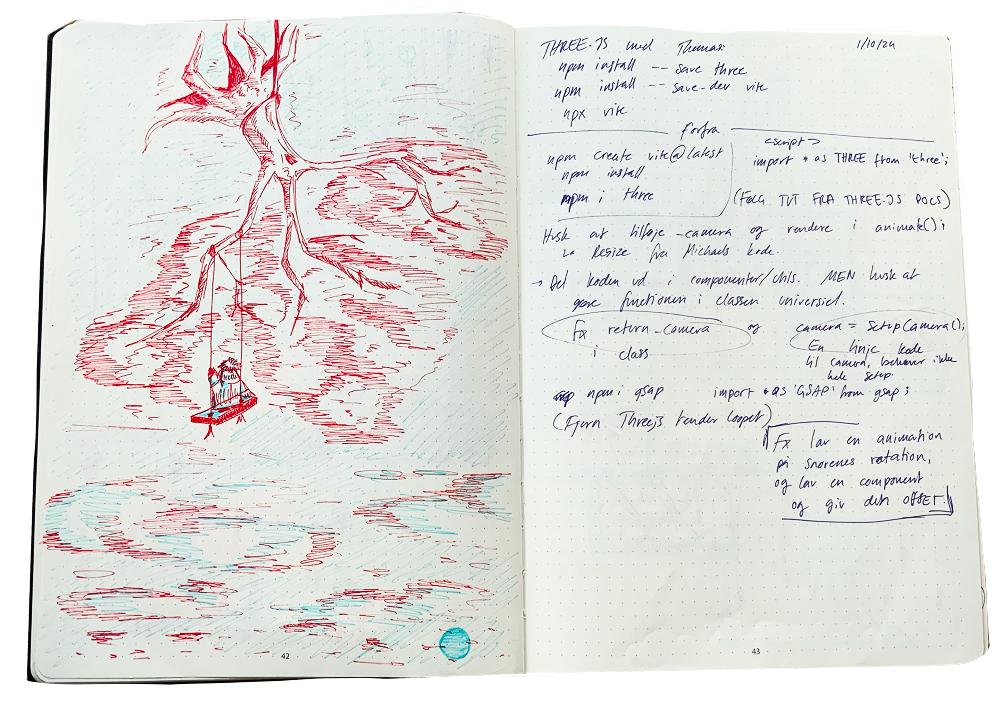 THREE.JS med Thomas 1/10/24
npm install -- save three
npm install -- save-dev vite
npx vite
forfra
npm create vite@latest
npm install
npm i three
<script>
import * as THREE from 'three';
(FØLG TUT FRA THREE.JS DOCS)
Husk at tilføje _camera og rendere i animate();
Resize fra Michaels kode.
→ Del koden ud i componenter/utils. MEN husk at
gøre functionen i classen universiel.
Fx return _camera og camera = setupCamera();
i class
En linje kode
til camera, behøver ikke
hele setup.
npm i gsap import * as 'GSAP' from gsap;
(Fjern Threejs render loopet)
Fx lav en animation
på snorenes rotation,
og lav en component
og giv den OFFSET.
42
43